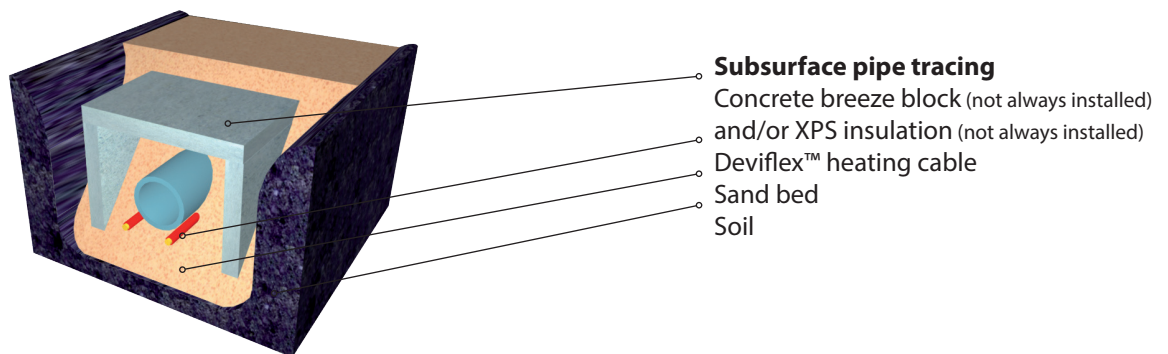 Subsurface pipe tracing
Concrete breeze block (not always installed)
and/or XPS insulation (not always installed)
Deviflex™ heating cable
Sand bed
Soil